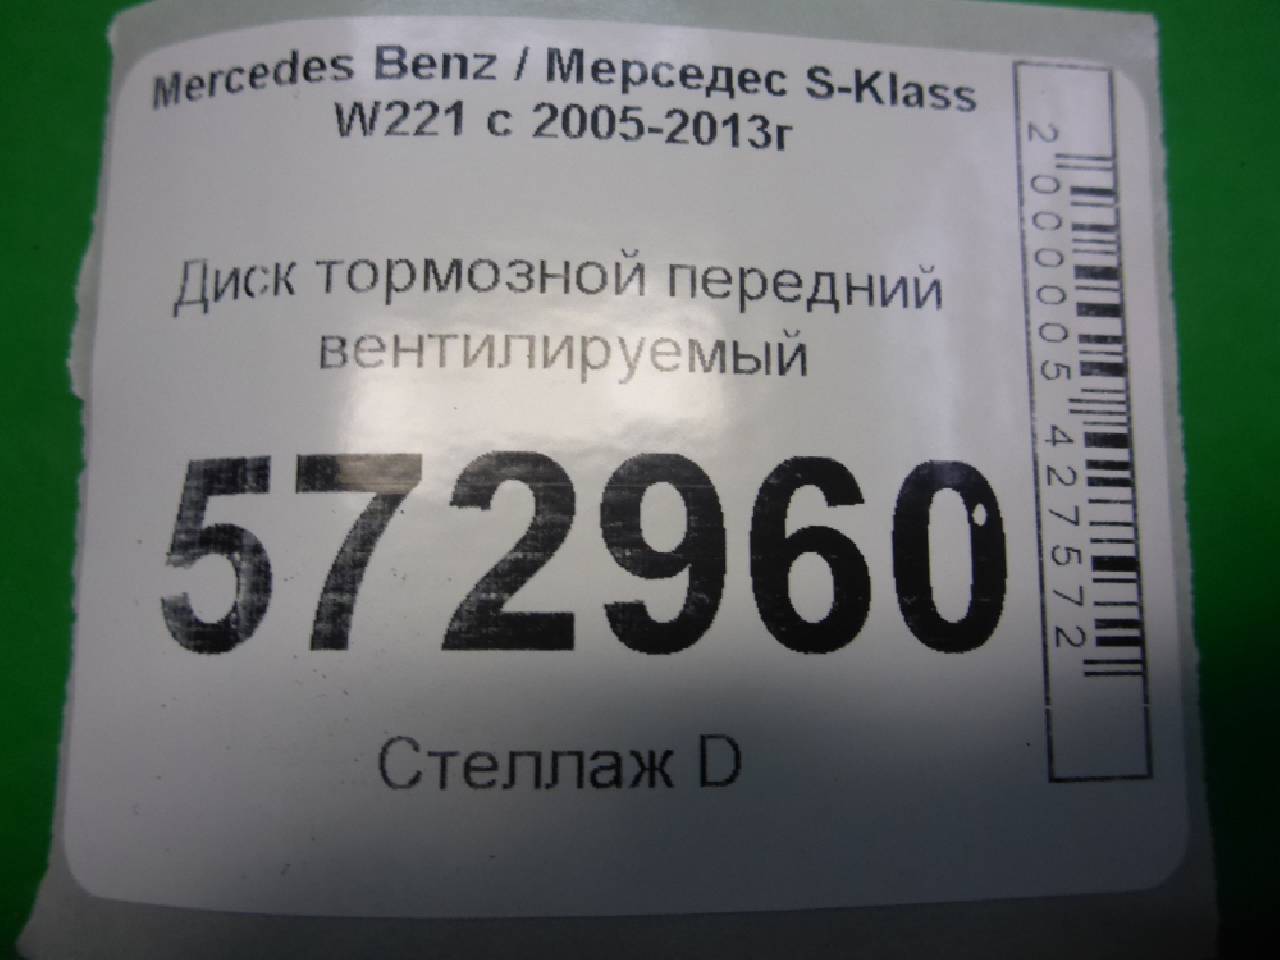 Mercedes Benz / Мерседес S-Klass
W221 с 2005-2013г
Диск тормозной передний
вентилируемый
572960
Стеллаж D
2000005427572